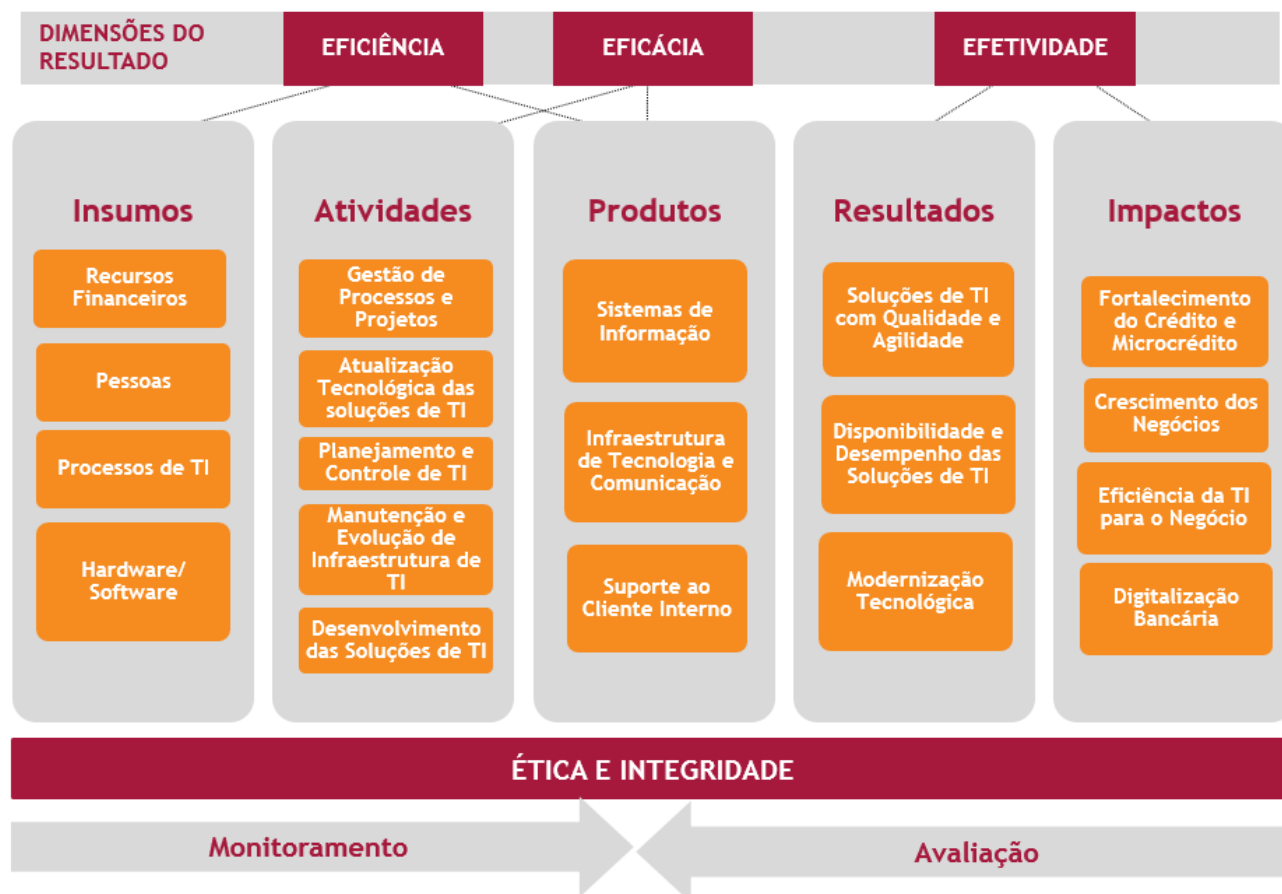 DIMENSÕES DO
RESULTADO
EFICIÊNCIA
EFICÁCIA
EFETIVIDADE
Insumos
Recursos
Financeiros
Pessoas
Processos de TI
Hardware/
Software
Atividades
Gestão de
Processos e
Projetos
Atualização
Tecnológica das
soluções de TI
Planejamento e
Controle de TI
Manutenção e
Evolução de
Infraestrutura de
TI
Desenvolvimento
das Soluções de TI
Produtos
Sistemas de
Informação
Infraestrutura
de Tecnologia e
Comunicação
Suporte ao
Cliente Interno
Resultados
Soluções de TI
com Qualidade e
Agilidade
Disponibilidade e
Desempenho das
Soluções de TI
Modernização
Tecnológica
Impactos
Fortalecimento
do Crédito e
Microcrédito
Crescimento dos
Negócios
Eficiência da TI
para o Negócio
Digitalização
Bancária
ÉTICA E INTEGRIDADE
Monitoramento
Avaliação